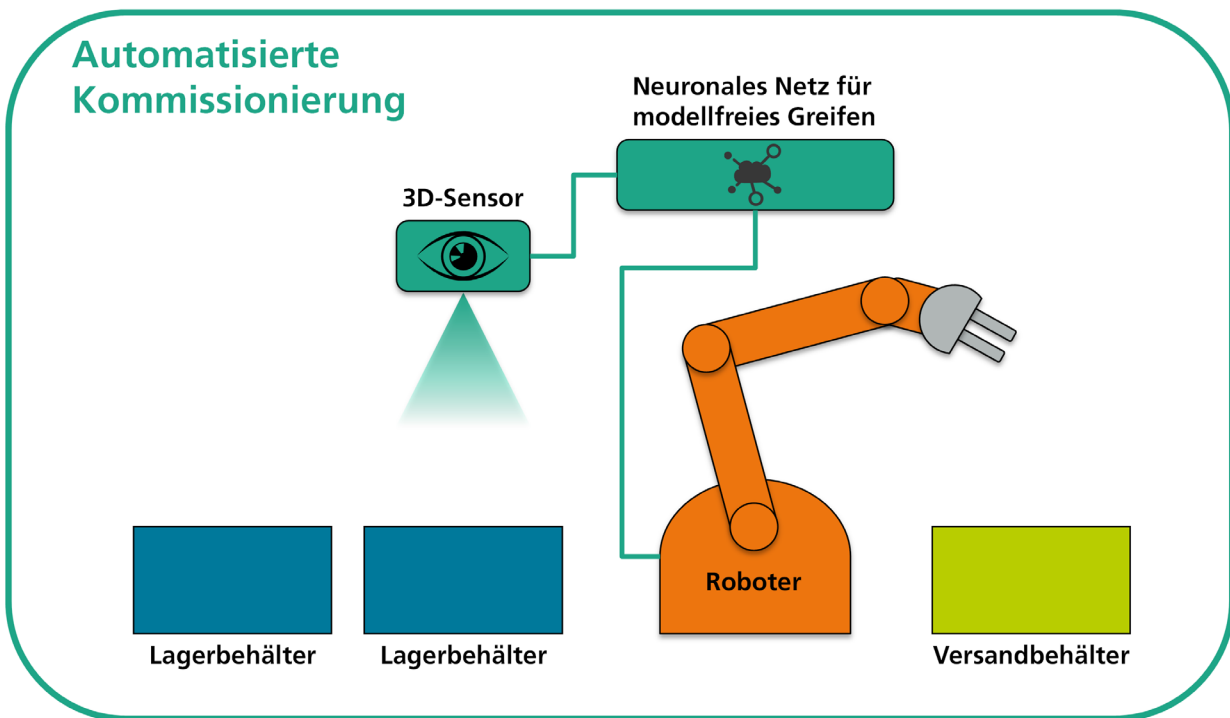 Automatisierte
Kommissionierung
Neuronales Netz für
modellfreies Greifen
3D-Sensor
Roboter
Lagerbehälter
Lagerbehälter
Versandbehälter